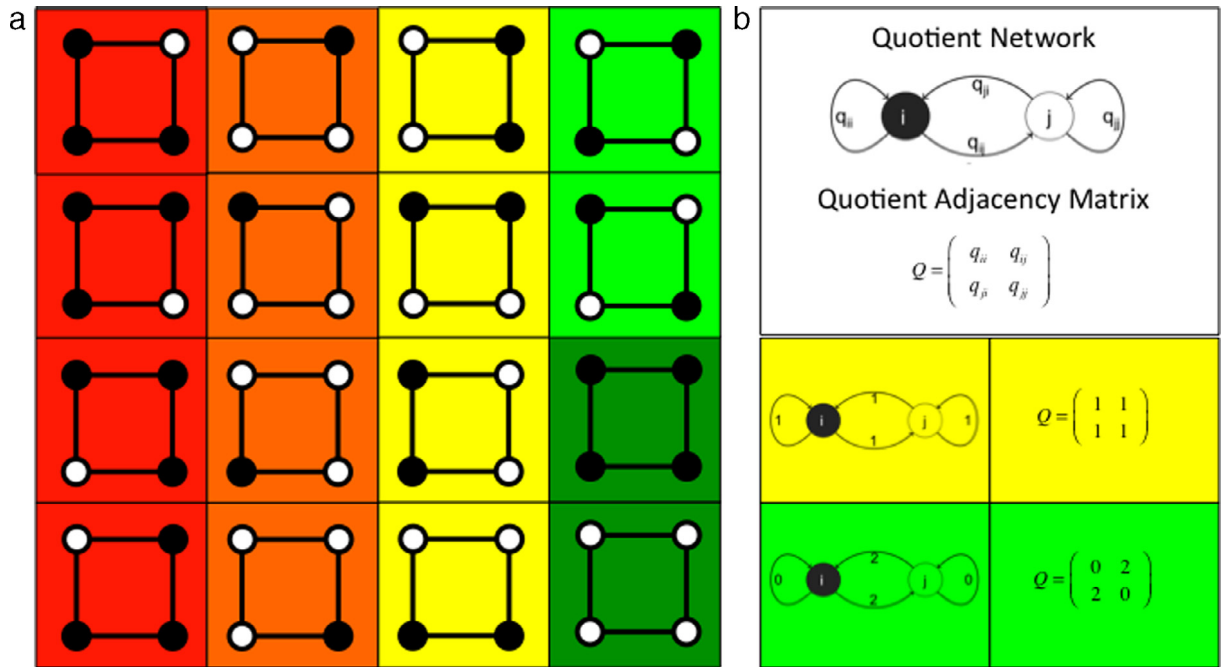 a
b
Quotient Network
q_ji
q_ii i j q_jj
q_ij
Quotient Adjacency Matrix
Q = ( q_ii q_ij
q_ji q_jj )
1
1 i j 1
1
Q = ( 1 1
1 1 )
2
0 i j 0
2
Q = ( 0 2
2 0 )